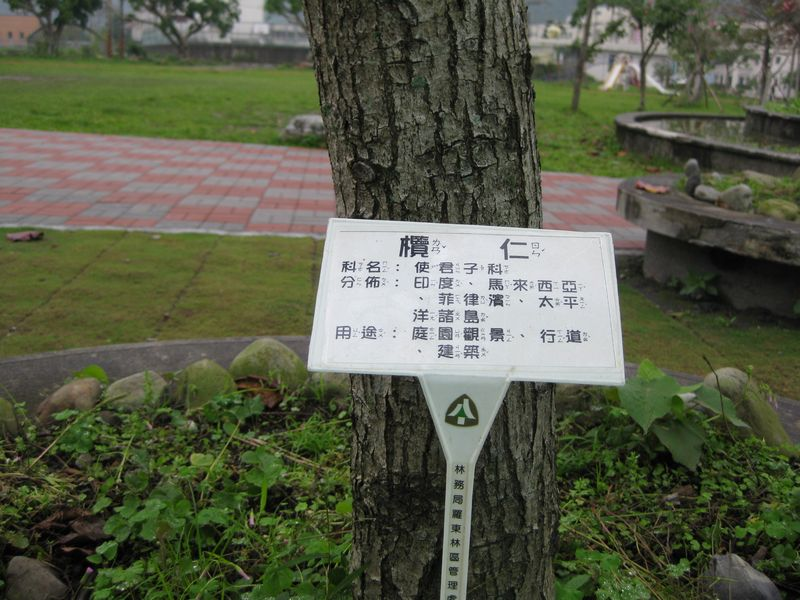 欖仁
科名：使君子科
分佈：印度、馬來西亞
、菲律濱、太平
洋諸島
用途：庭園觀景、行道
、建築
林務局羅東林區管理處